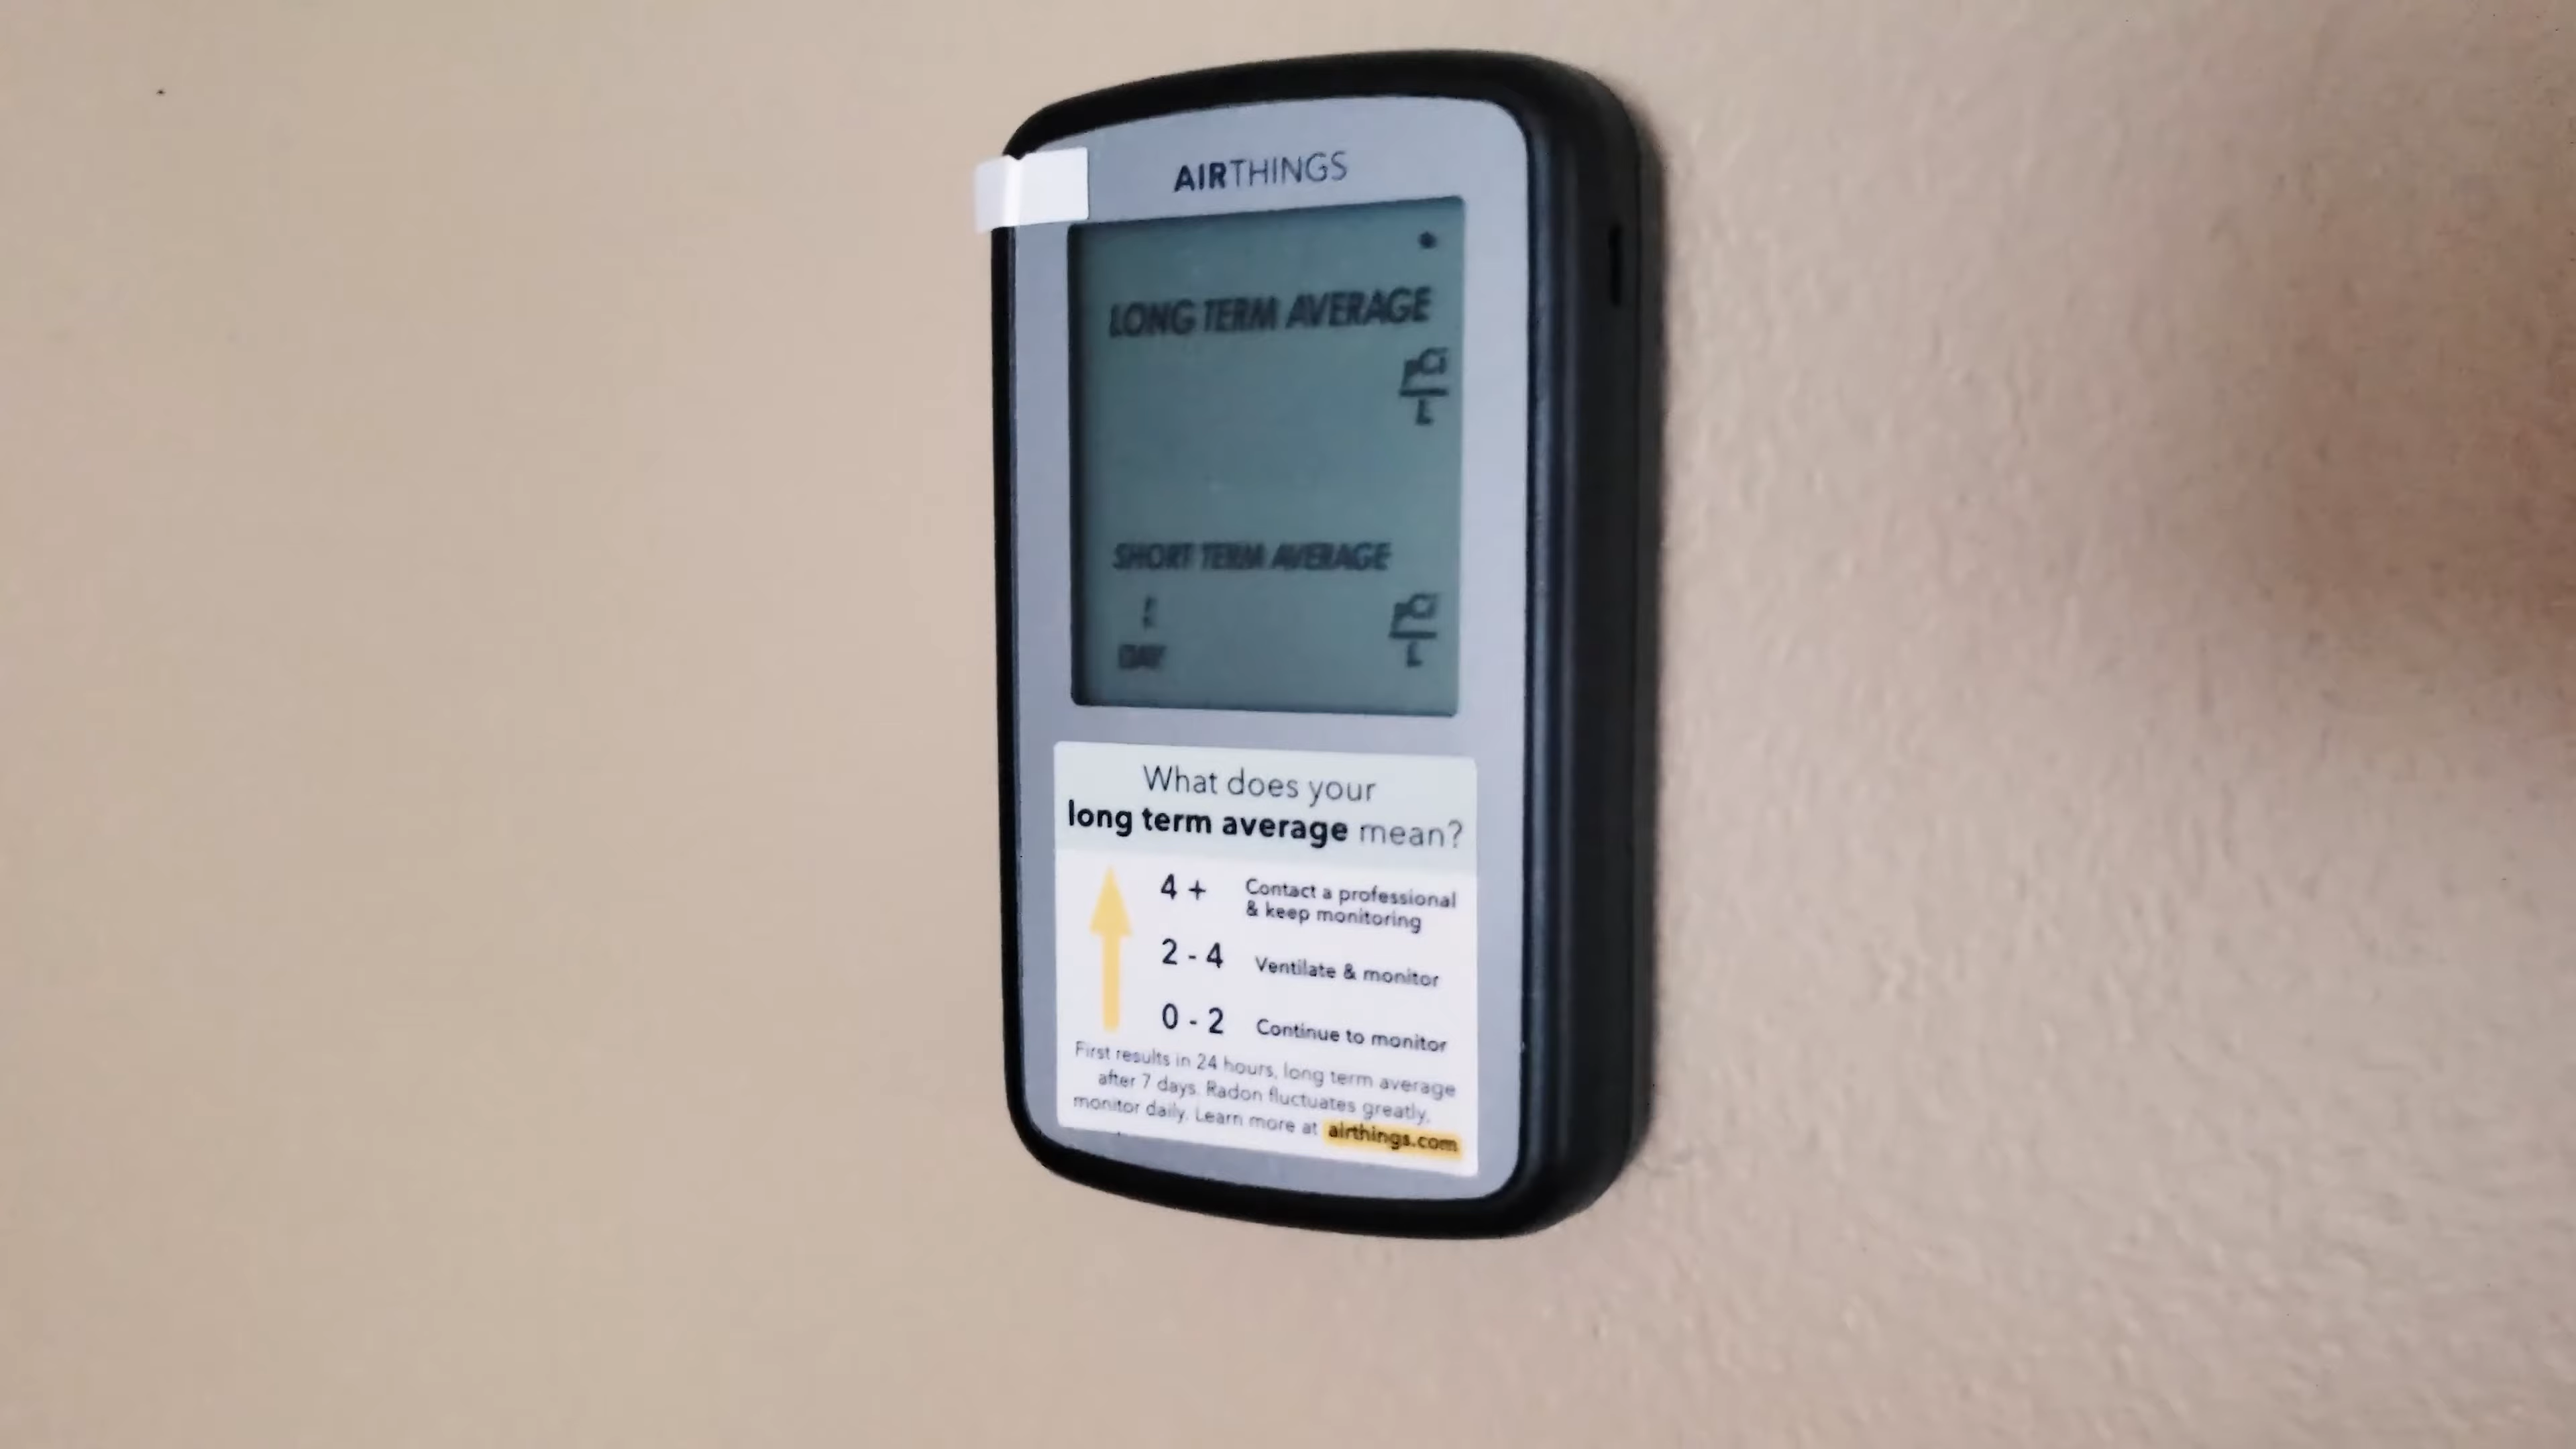 AIRTHINGS
LONG TERM AVERAGE
pCi
L
SHORT TERM AVERAGE
1
DAY
pCi
L
What does your
long term average mean?
4 + Contact a professional
& keep monitoring
2 - 4 Ventilate & monitor
0 - 2 Continue to monitor
First results in 24 hours, long term average
after 7 days. Radon fluctuates greatly,
monitor daily. Learn more at airthings.com